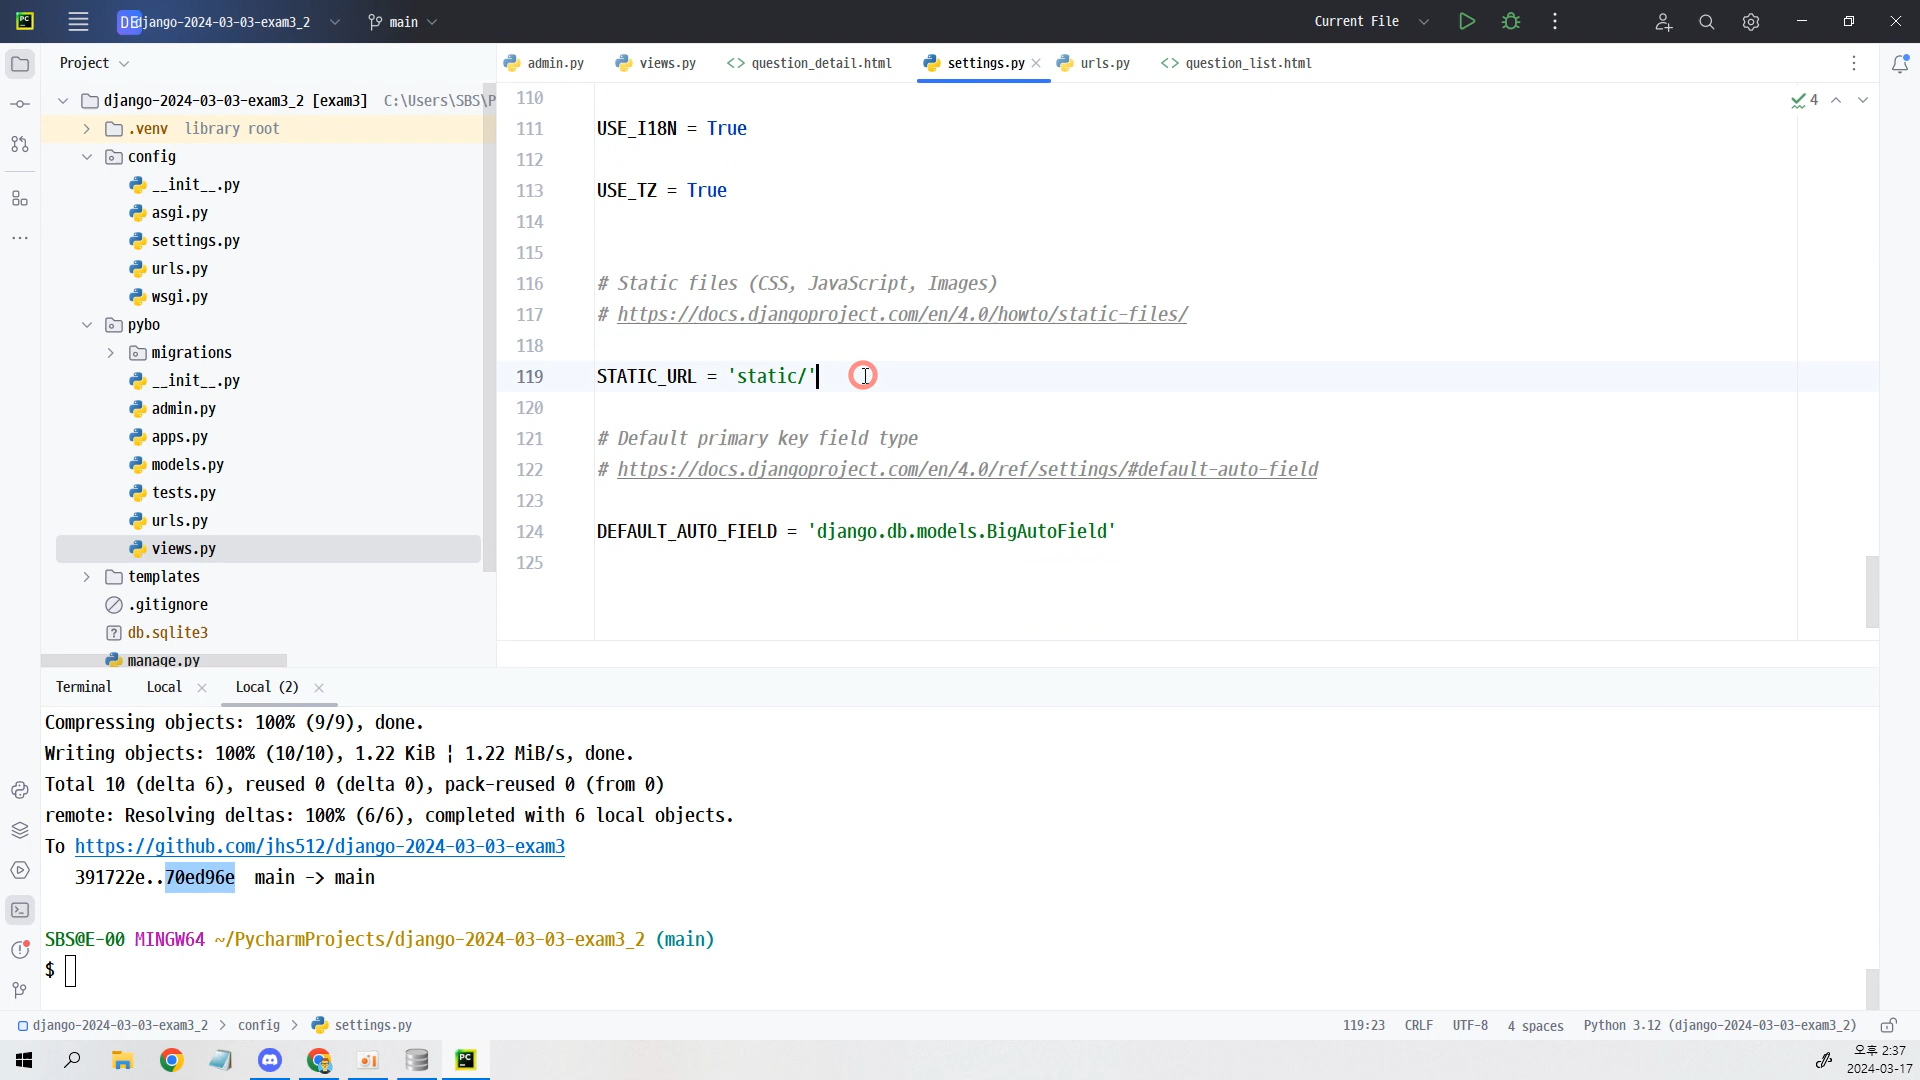 PC
DE django-2024-03-03-exam3_2
main
Current File
Project
django-2024-03-03-exam3_2 [exam3] C:\Users\SBS\P
.venv library root
config
__init__.py
asgi.py
settings.py
urls.py
wsgi.py
pybo
migrations
__init__.py
admin.py
apps.py
models.py
tests.py
urls.py
views.py
templates
.gitignore
db.sqlite3
manage.py
admin.py
views.py
question_detail.html
settings.py
urls.py
question_list.html
4
110
111 USE_I18N = True
112
113 USE_TZ = True
114
115
116 # Static files (CSS, JavaScript, Images)
117 # https://docs.djangoproject.com/en/4.0/howto/static-files/
118
119 STATIC_URL = 'static/'
120
121 # Default primary key field type
122 # https://docs.djangoproject.com/en/4.0/ref/settings/#default-auto-field
123
124 DEFAULT_AUTO_FIELD = 'django.db.models.BigAutoField'
125
Terminal Local Local (2)
Compressing objects: 100% (9/9), done.
Writing objects: 100% (10/10), 1.22 KiB ¦ 1.22 MiB/s, done.
Total 10 (delta 6), reused 0 (delta 0), pack-reused 0 (from 0)
remote: Resolving deltas: 100% (6/6), completed with 6 local objects.
To https://github.com/jhs512/django-2024-03-03-exam3
391722e..70ed96e main -> main
SBS@E-00 MINGW64 ~/PycharmProjects/django-2024-03-03-exam3_2 (main)
$
django-2024-03-03-exam3_2 > config > settings.py
119:23 CRLF UTF-8 4 spaces Python 3.12 (django-2024-03-03-exam3_2)
PC
오후 2:37
2024-03-17